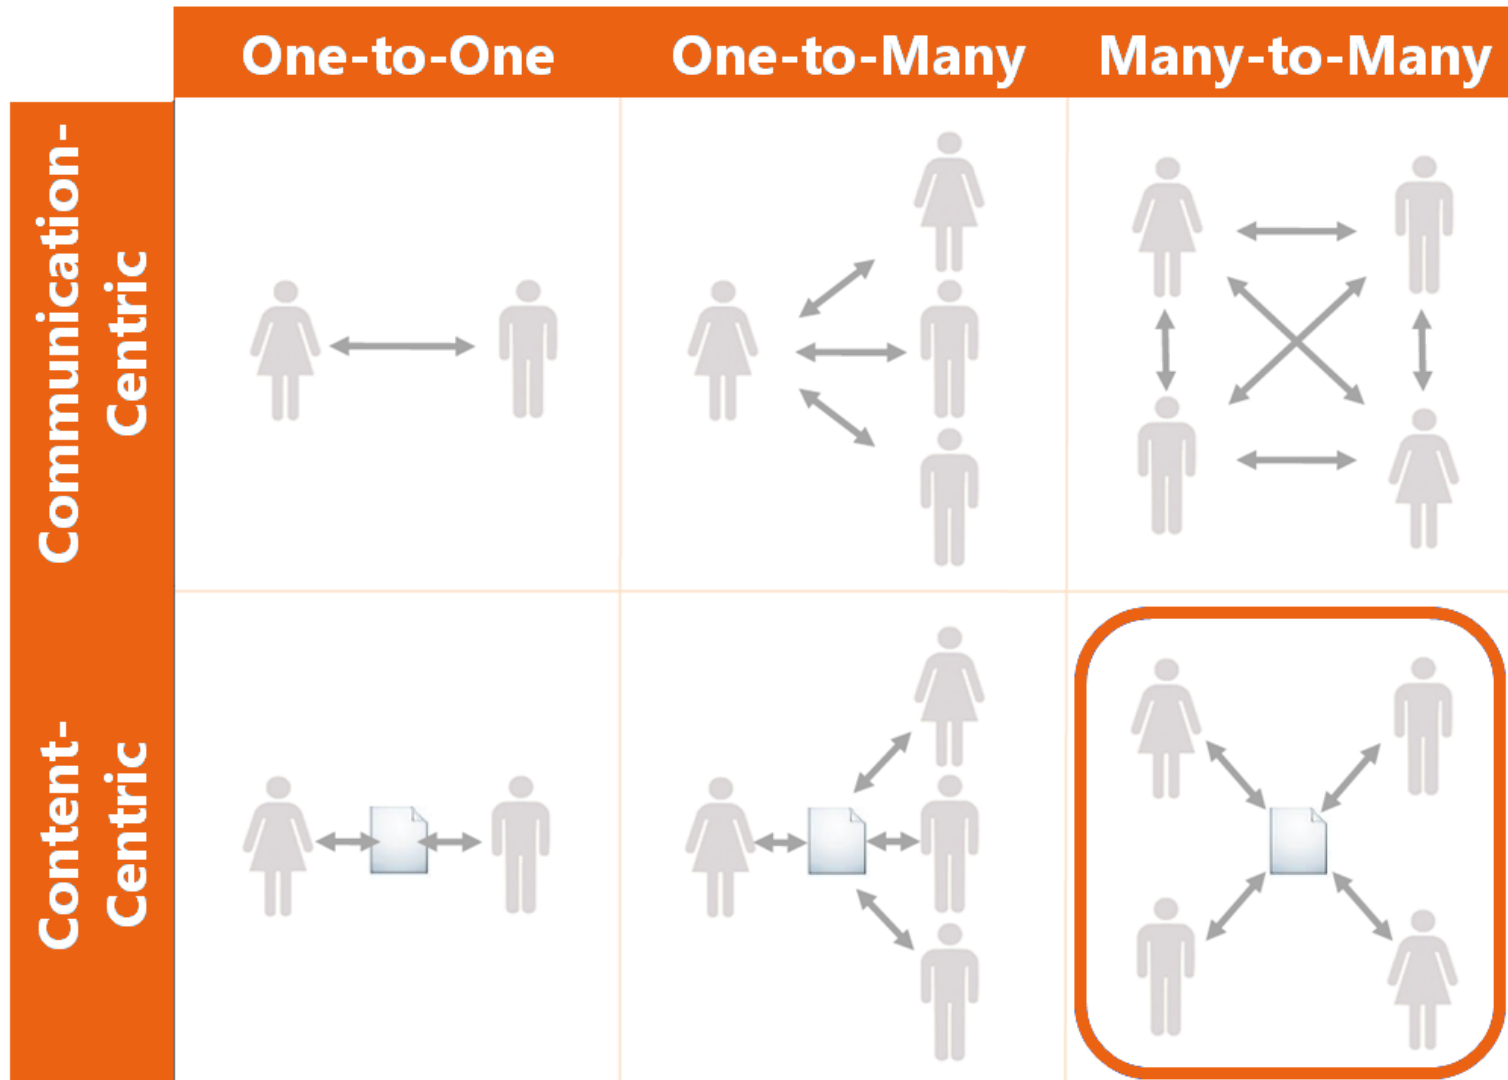 One-to-One
One-to-Many
Many-to-Many
Communication-
Centric
Content-
Centric